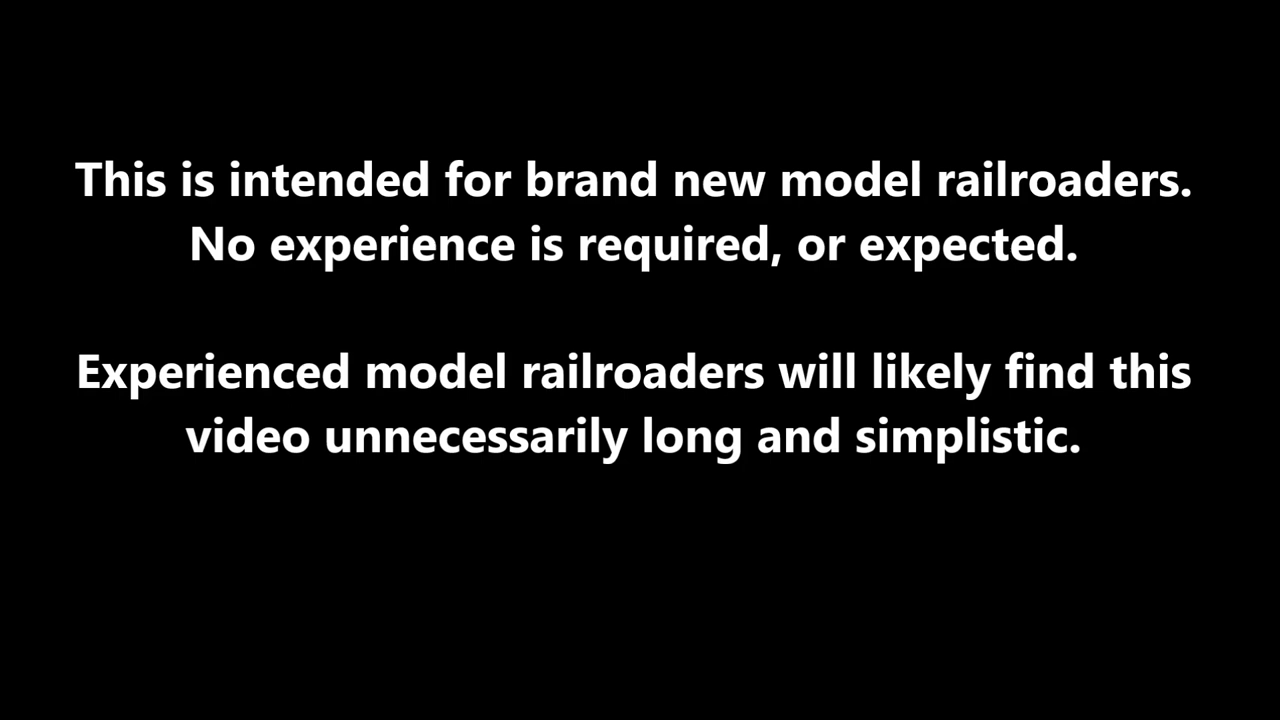 This is intended for brand new model railroaders.
No experience is required, or expected.
Experienced model railroaders will likely find this
video unnecessarily long and simplistic.